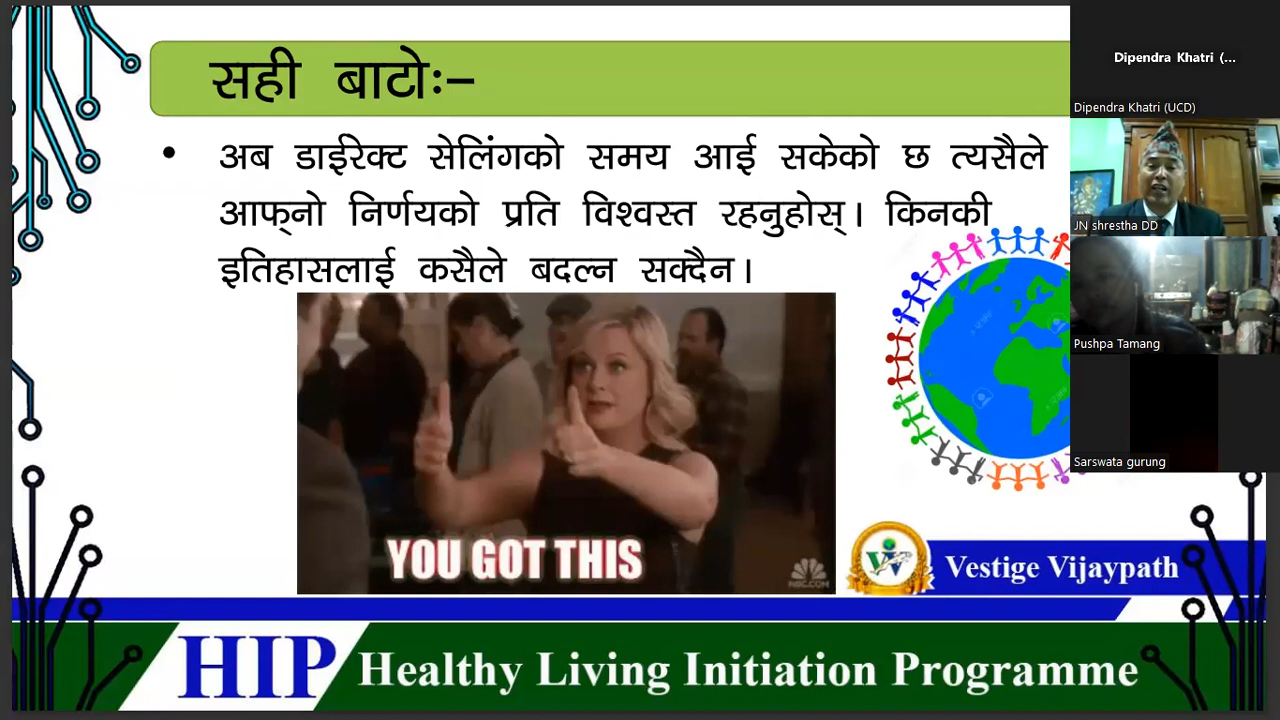 सही बाटोः–
• अब डाईरेक्ट सेलिंगको समय आई सकेको छ त्यसैले
आफ्नो निर्णयको प्रति विश्वस्त रहनुहोस्। किनकी
इतिहासलाई कसैले बदल्न सक्दैन।
YOU GOT THIS
NBC.COM
Vestige Vijaypath
HIP Healthy Living Initiation Programme
Dipendra Khatri (...
Dipendra Khatri (UCD)
JN shrestha DD
Pushpa Tamang
Sarswata gurung